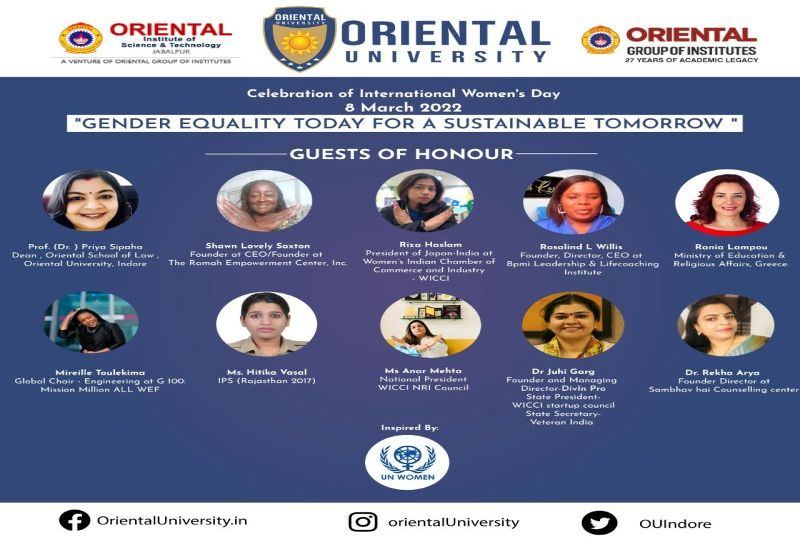 ORIENTAL
Institute of
Science & Technology
JABALPUR
A VENTURE OF ORIENTAL GROUP OF INSTITUTES
ORIENTAL
UNIVERSITY
ORIENTAL
UNIVERSITY
ORIENTAL
GROUP OF INSTITUTES
27 YEARS OF ACADEMIC LEGACY
Celebration of International Women's Day
8 March 2022
"GENDER EQUALITY TODAY FOR A SUSTAINABLE TOMORROW "
GUESTS OF HONOUR
Prof. (Dr. ) Priya Sipaha
Dean , Oriental School of Law ,
Oriental University, Indore
Shawn Lovely Saxton
Founder at CEO/Founder at
The Ramah Empowerment Center, Inc.
Riza Haslam
President of Japan-India at
Women's Indian Chamber of
Commerce and Industry
- WICCI
Rosalind L Willis
Founder, Director, CEO at
Bpmi Leadership & Lifecoaching
Institute
Rania Lampou
Ministry of Education &
Religious Affairs, Greece.
Mireille Toulekima
Global Chair - Engineering at G 100:
Mission Million ALL WEF
Ms. Hitika Vasal
IPS (Rajasthan 2017)
Ms Anar Mehta
National President
WICCI NRI Council
Dr Juhi Garg
Founder and Managing
Director-DivIn Pro
State President-
WICCI startup council
State Secretary-
Veteran India
Dr. Rekha Arya
Founder Director at
Sambhav hai Counselling center
Inspired By:
UN WOMEN
OrientalUniversity.in
orientalUniversity
OUIndore